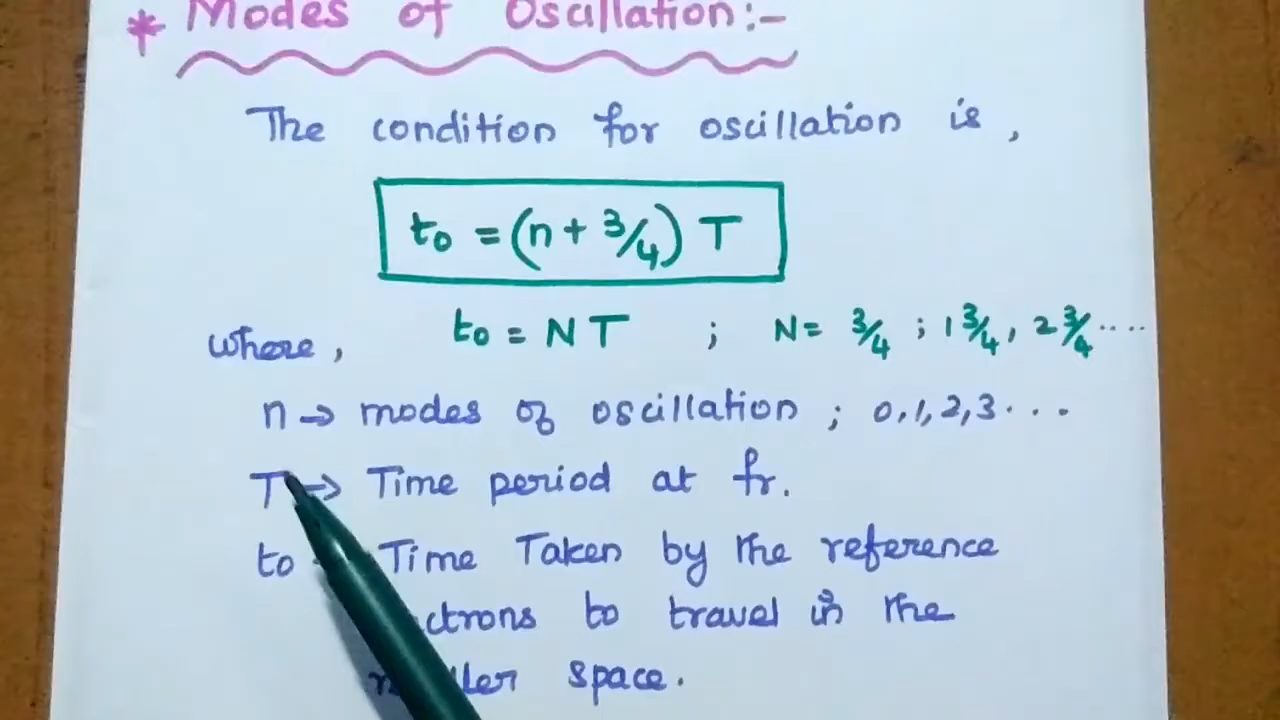 * Modes of Oscillation:-
The condition for oscillation is,
t₀ = (n + 3/4) T
where, t₀ = N T ; N = 3/4 ; 1 3/4, 2 3/4 ....
n → modes of oscillation ; 0,1,2,3 ...
T → Time period at fr.
to Time Taken by the reference
to travel in the
space.